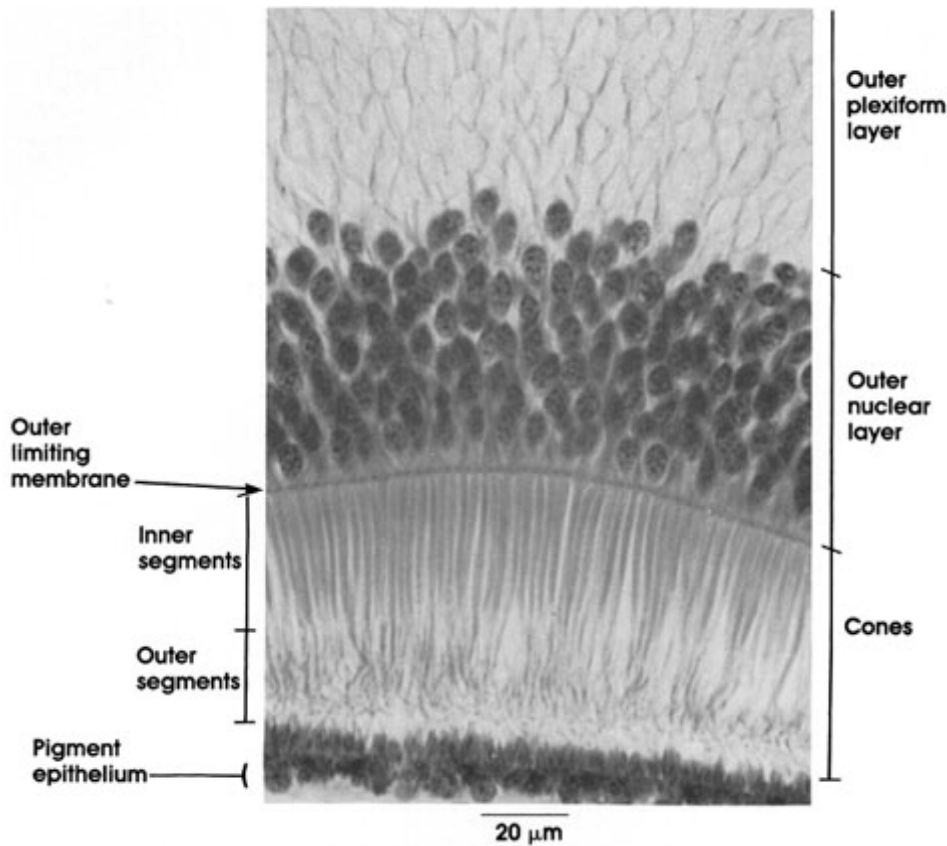 Outer
plexiform
layer
Outer
nuclear
layer
Outer
limiting
membrane
Inner
segments
Cones
Outer
segments
Pigment
epithelium
20 μm